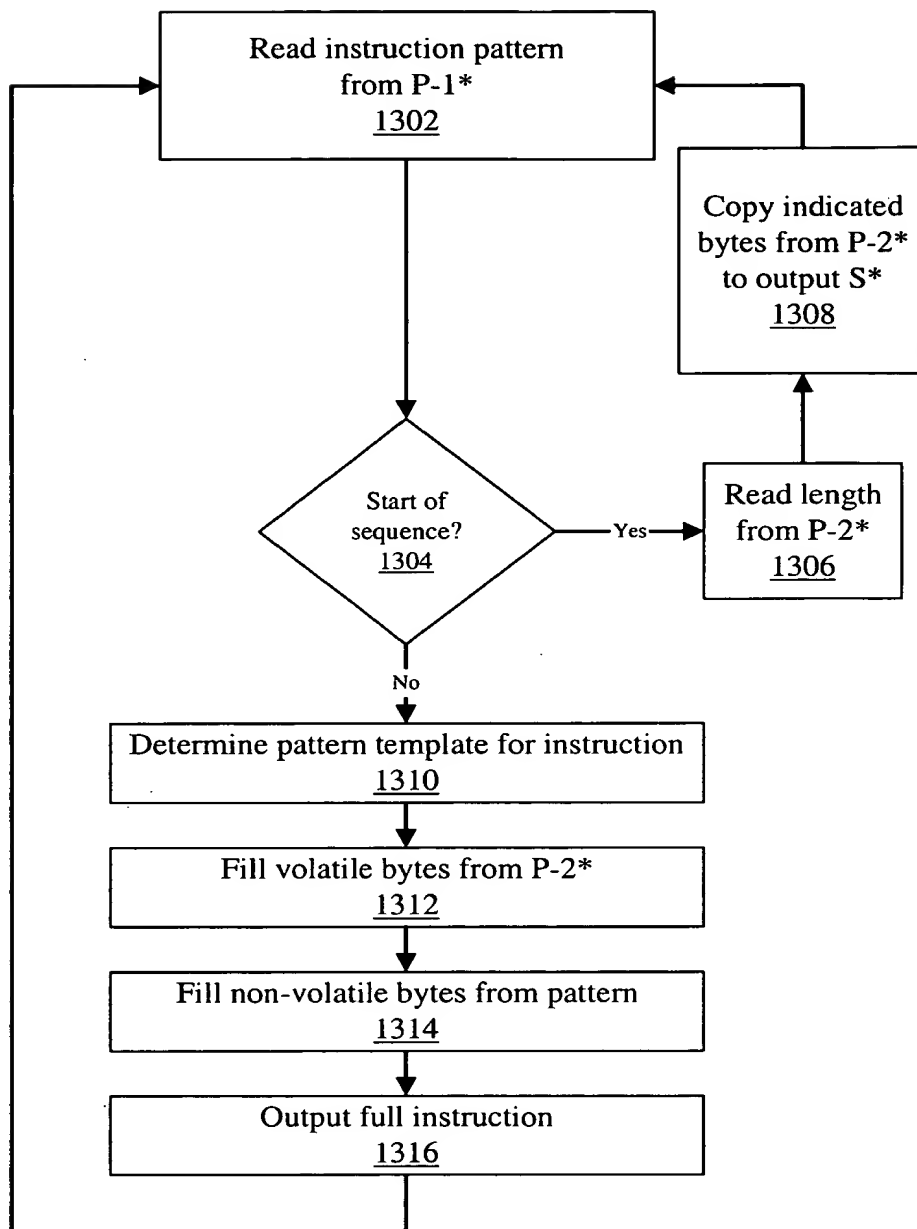 Read instruction pattern
from P-1*
1302
Copy indicated
bytes from P-2*
to output S*
1308
Start of
sequence?
1304
Yes
Read length
from P-2*
1306
No
Determine pattern template for instruction
1310
Fill volatile bytes from P-2*
1312
Fill non-volatile bytes from pattern
1314
Output full instruction
1316